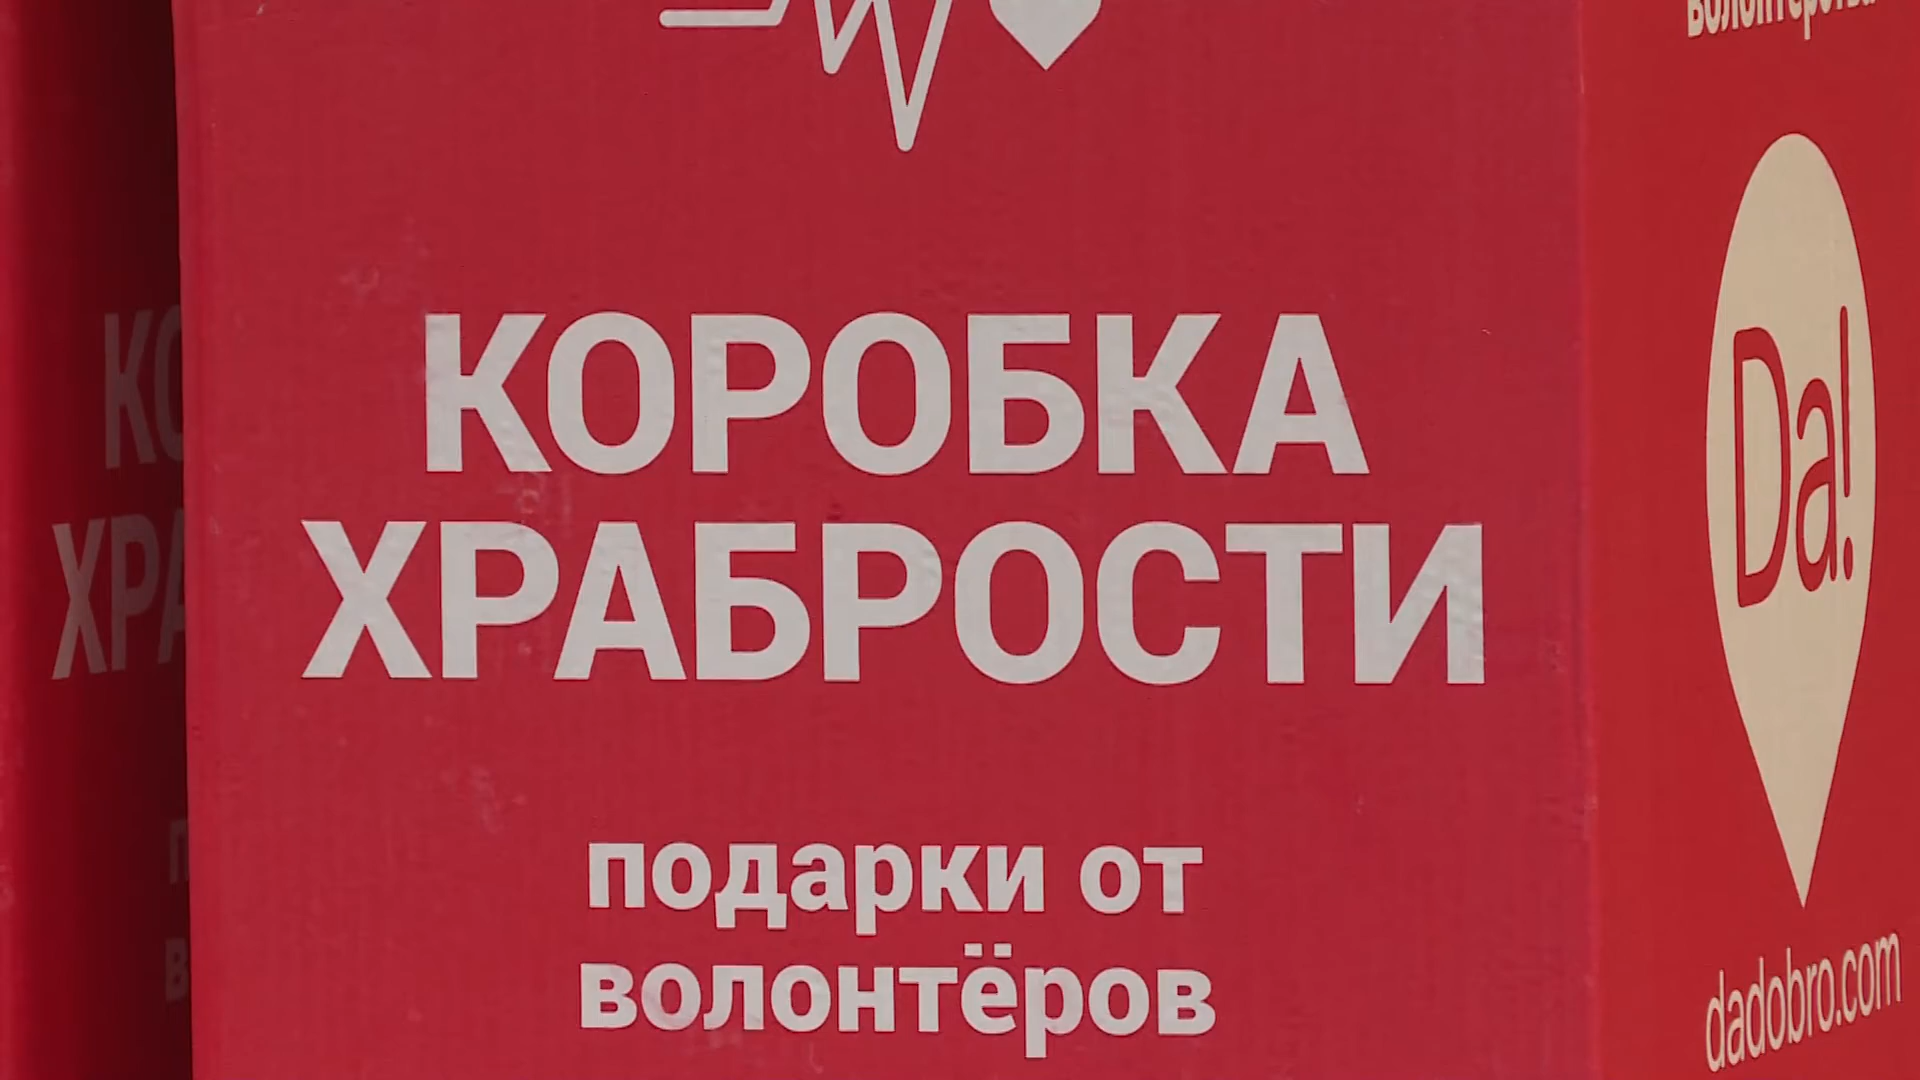 КОРОБКА
ХРАБРОСТИ
подарки от
волонтёров
Da!
dadobro.com